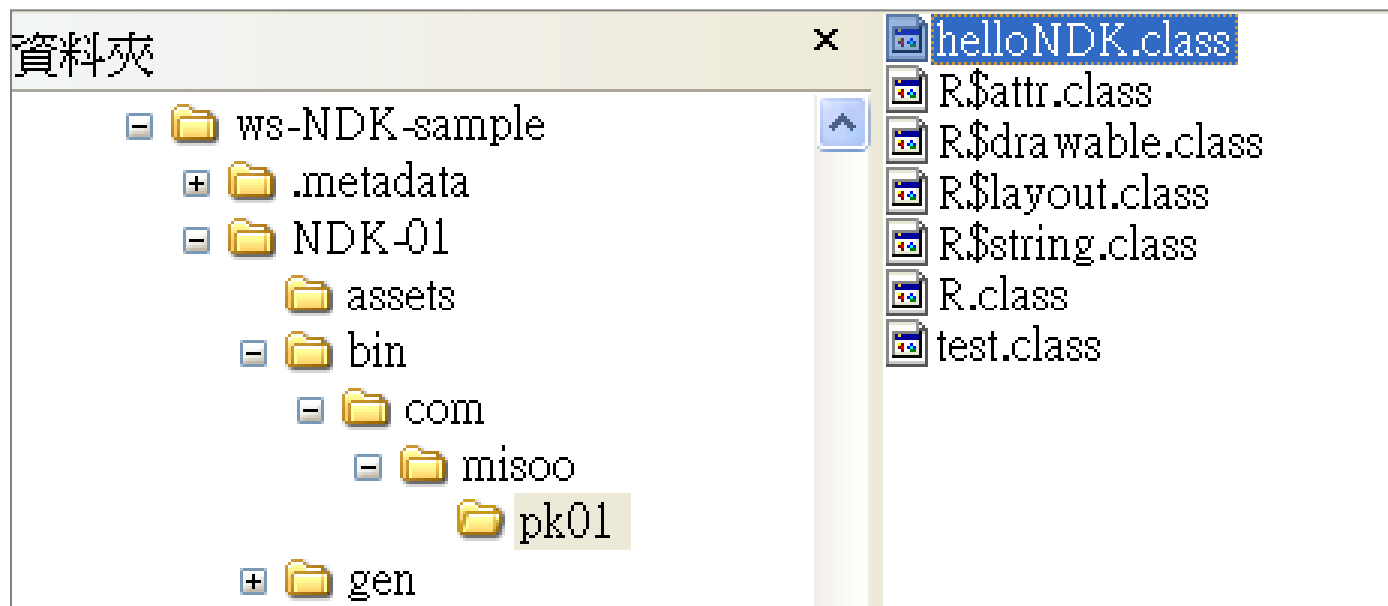 資料夾
ws-NDK-sample
.metadata
NDK-01
assets
bin
com
misoo
pk01
gen
helloNDK.class
R$attr.class
R$drawable.class
R$layout.class
R$string.class
R.class
test.class